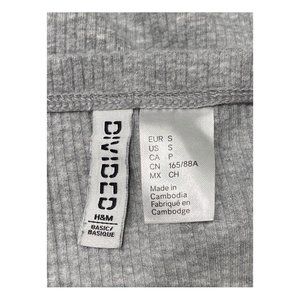 DIVIDED
H&M
BASIC/
BASIQUE
EUR S
US S
CA P
CN 165/88A
MX CH
Made in
Cambodia
Fabriqué en
Cambodge